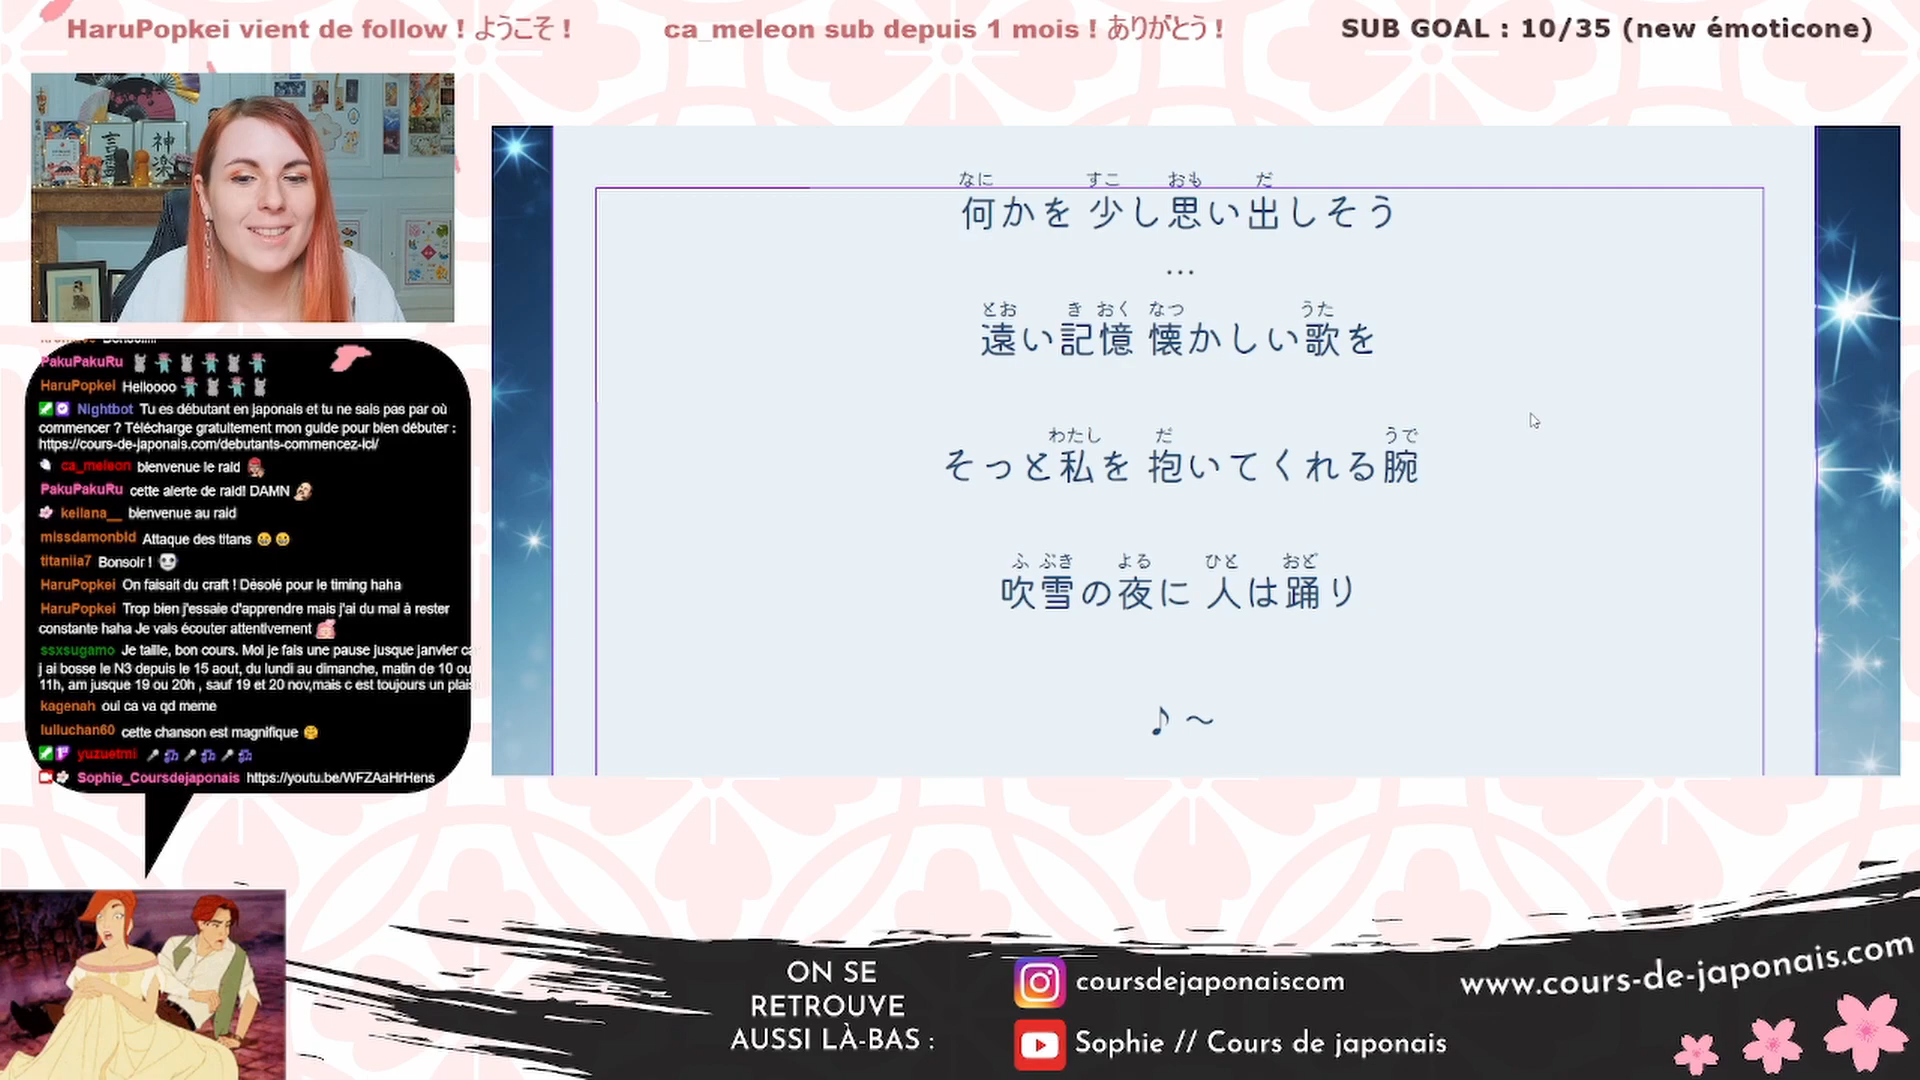 HaruPopkei vient de follow ! ようこそ !
ca_meleon sub depuis 1 mois ! ありがとう !
SUB GOAL : 10/35 (new émoticone)
言語
神楽
なに すこ おも だ
何かを 少し思い出しそう
...
とお き おく なつ うた
遠い記憶 懐かしい歌を
わたし だ うで
そっと私を 抱いてくれる腕
ふ ぶき よる ひと おど
吹雪の夜に 人は踊り
♪ ～
PakuPakuRu
HaruPopkei Helloooo
Nightbot Tu es débutant en japonais et tu ne sais pas par où
commencer ? Télécharge gratuitement mon guide pour bien débuter :
https://cours-de-japonais.com/debutants-commencez-ici/
ca_meleon bienvenue le raid
PakuPakuRu cette alerte de raid! DAMN
keiiana__ bienvenue au raid
missdamonbld Attaque des titans
titaniia7 Bonsoir !
HaruPopkei On faisait du craft ! Désolé pour le timing haha
HaruPopkei Trop bien j'essaie d'apprendre mais j'ai du mal à rester
constante haha Je vais écouter attentivement
ssxsugamo Je taille, bon cours. Moi je fais une pause jusque janvier ca
j ai bosse le N3 depuis le 15 aout, du lundi au dimanche, matin de 10 ou
11h, am jusque 19 ou 20h , sauf 19 et 20 nov,mais c est toujours un plais
kagenah oui ca va qd meme
lulluchan60 cette chanson est magnifique
yuzuetmi
Sophie_Coursdejaponais https://youtu.be/WFZAaHrHens
ON SE
RETROUVE
AUSSI LÀ-BAS :
coursdejaponaiscom
Sophie // Cours de japonais
www.cours-de-japonais.com